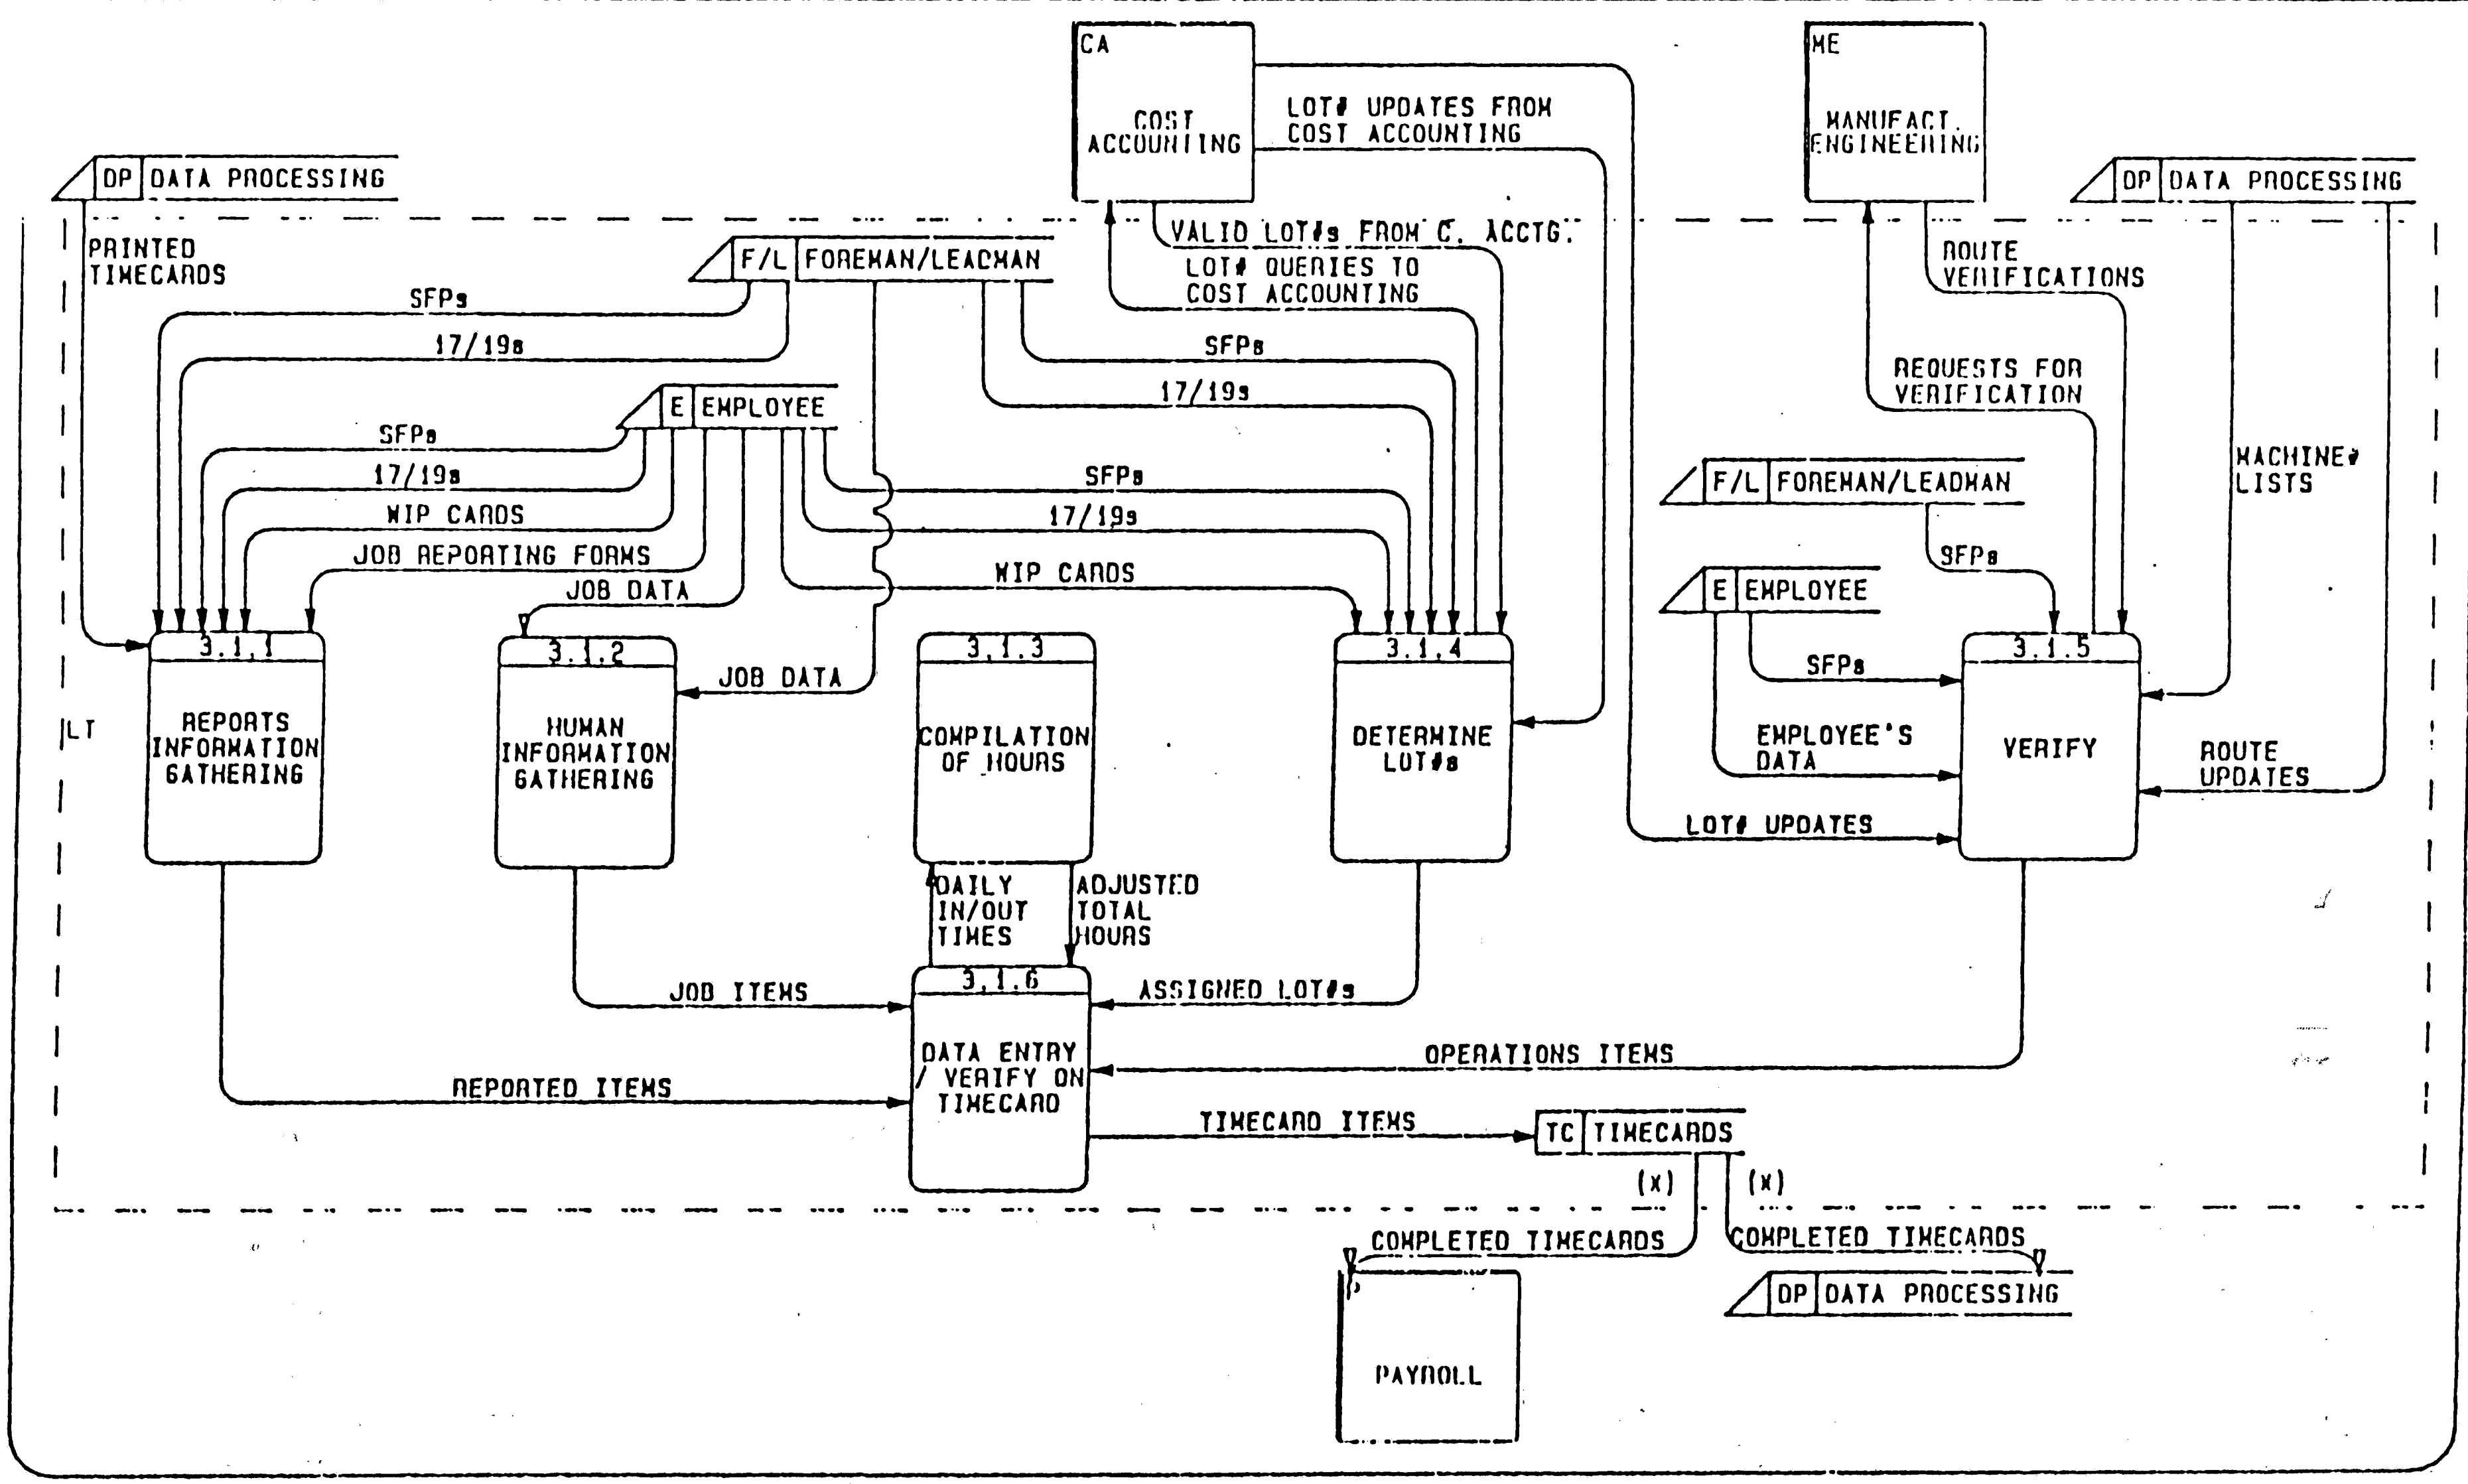 CA
COST
ACCOUNTING
ME
MANUFACT.
ENGINEERING
LOT# UPDATES FROM
COST ACCOUNTING
DP DATA PROCESSING
DP DATA PROCESSING
PRINTED
TIMECARDS
F/L FOREMAN/LEADMAN
VALID LOT#s FROM C. ACCTG.
LOT# QUERIES TO
COST ACCOUNTING
ROUTE
VERIFICATIONS
SFPs
17/19s
SFPs
17/19s
REQUESTS FOR
VERIFICATION
E EMPLOYEE
SFPs
17/19s
WIP CARDS
JOB REPORTING FORMS
JOB DATA
SFPs
17/19s
WIP CARDS
MACHINE#
LISTS
F/L FOREMAN/LEADMAN
SFPs
E EMPLOYEE
SFPs
EMPLOYEE'S
DATA
LOT# UPDATES
ROUTE
UPDATES
LT
3.1.1
REPORTS
INFORMATION
GATHERING
3.1.2
HUMAN
INFORMATION
GATHERING
JOB DATA
3.1.3
COMPILATION
OF HOURS
3.1.4
DETERMINE
LOT#s
3.1.5
VERIFY
DAILY
IN/OUT
TIMES
ADJUSTED
TOTAL
HOURS
3.1.6
DATA ENTRY
/ VERIFY ON
TIMECARD
JOB ITEMS
ASSIGNED LOT#s
OPERATIONS ITEMS
REPORTED ITEMS
TIMECARD ITEMS
TC TIMECARDS
(X)
(X)
COMPLETED TIMECARDS
COMPLETED TIMECARDS
P
PAYROLL
DP DATA PROCESSING